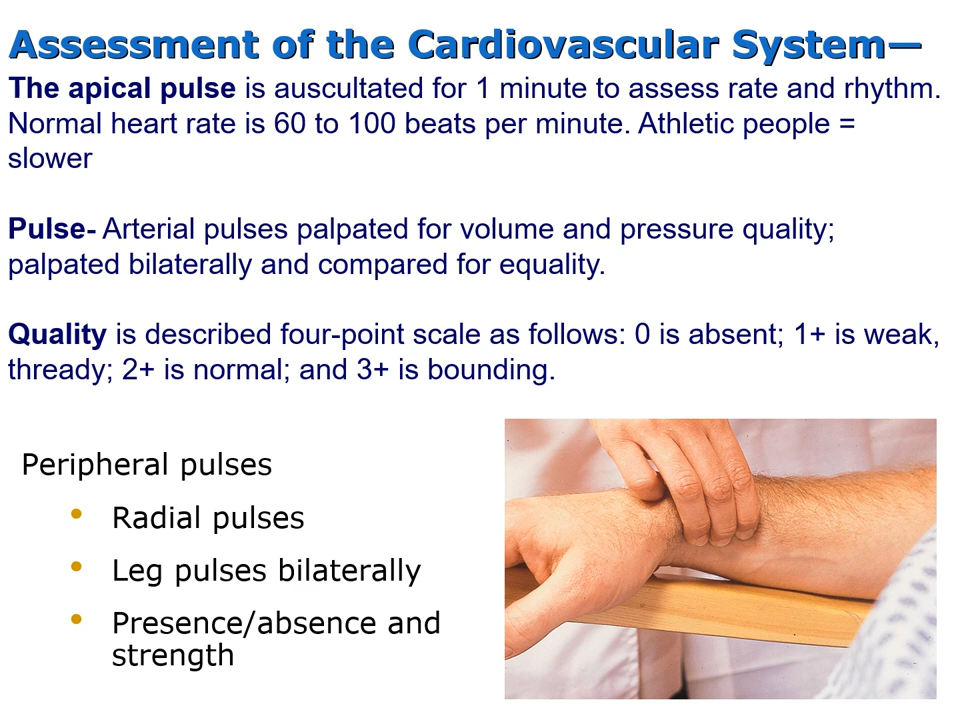 Assessment of the Cardiovascular System—
The apical pulse is auscultated for 1 minute to assess rate and rhythm.
Normal heart rate is 60 to 100 beats per minute. Athletic people =
slower
Pulse- Arterial pulses palpated for volume and pressure quality;
palpated bilaterally and compared for equality.
Quality is described four-point scale as follows: 0 is absent; 1+ is weak,
thready; 2+ is normal; and 3+ is bounding.
Peripheral pulses
• Radial pulses
• Leg pulses bilaterally
• Presence/absence and
strength